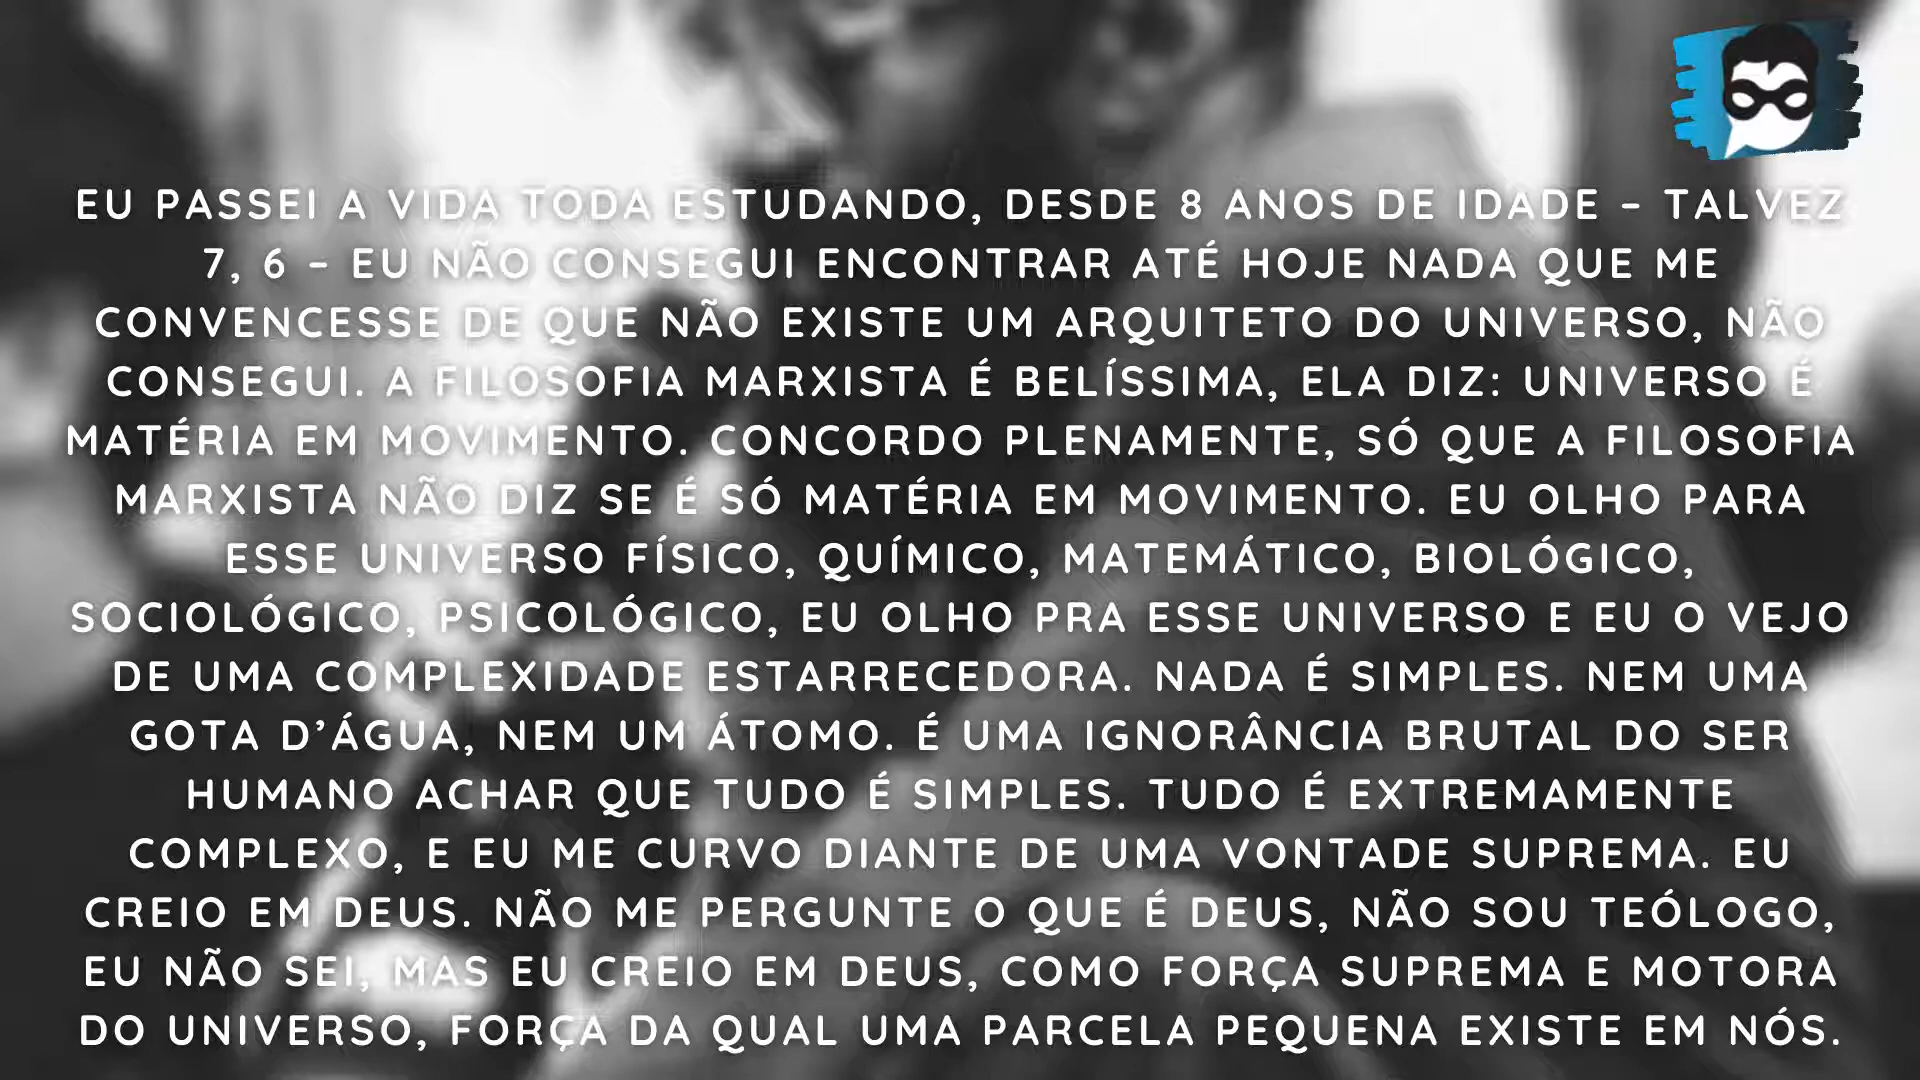 EU PASSEI A VIDA TODA ESTUDANDO, DESDE 8 ANOS DE IDADE – TALVEZ
7, 6 – EU NÃO CONSEGUI ENCONTRAR ATÉ HOJE NADA QUE ME
CONVENCESSE DE QUE NÃO EXISTE UM ARQUITETO DO UNIVERSO, NÃO
CONSEGUI. A FILOSOFIA MARXISTA É BELÍSSIMA, ELA DIZ: UNIVERSO É
MATÉRIA EM MOVIMENTO. CONCORDO PLENAMENTE, SÓ QUE A FILOSOFIA
MARXISTA NÃO DIZ SE É SÓ MATÉRIA EM MOVIMENTO. EU OLHO PARA
ESSE UNIVERSO FÍSICO, QUÍMICO, MATEMÁTICO, BIOLÓGICO,
SOCIOLÓGICO, PSICOLÓGICO, EU OLHO PRA ESSE UNIVERSO E EU O VEJO
DE UMA COMPLEXIDADE ESTARRECEDORA. NADA É SIMPLES. NEM UMA
GOTA D’ÁGUA, NEM UM ÁTOMO. É UMA IGNORÂNCIA BRUTAL DO SER
HUMANO ACHAR QUE TUDO É SIMPLES. TUDO É EXTREMAMENTE
COMPLEXO, E EU ME CURVO DIANTE DE UMA VONTADE SUPREMA. EU
CREIO EM DEUS. NÃO ME PERGUNTE O QUE É DEUS, NÃO SOU TEÓLOGO,
EU NÃO SEI, MAS EU CREIO EM DEUS, COMO FORÇA SUPREMA E MOTORA
DO UNIVERSO, FORÇA DA QUAL UMA PARCELA PEQUENA EXISTE EM NÓS.